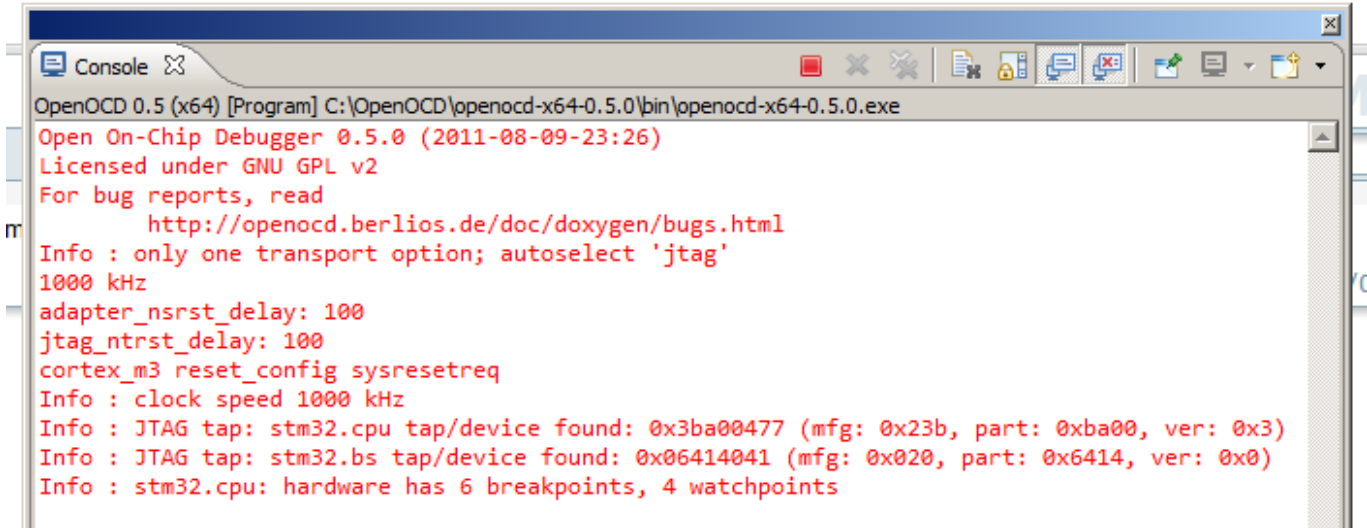 Console
OpenOCD 0.5 (x64) [Program] C:\OpenOCD\openocd-x64-0.5.0\bin\openocd-x64-0.5.0.exe
Open On-Chip Debugger 0.5.0 (2011-08-09-23:26)
Licensed under GNU GPL v2
For bug reports, read
http://openocd.berlios.de/doc/doxygen/bugs.html
Info : only one transport option; autoselect 'jtag'
1000 kHz
adapter_nsrst_delay: 100
jtag_ntrst_delay: 100
cortex_m3 reset_config sysresetreq
Info : clock speed 1000 kHz
Info : JTAG tap: stm32.cpu tap/device found: 0x3ba00477 (mfg: 0x23b, part: 0xba00, ver: 0x3)
Info : JTAG tap: stm32.bs tap/device found: 0x06414041 (mfg: 0x020, part: 0x6414, ver: 0x0)
Info : stm32.cpu: hardware has 6 breakpoints, 4 watchpoints